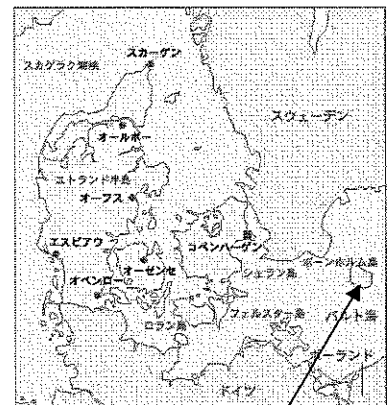 スカーゲン
スカゲラク海峡
スウェーデン
オールボー
ユトランド半島
オーフス
エスビアウ
コペンハーゲン
ボーンホルム島
オーゼンセ
シェラン島
オベンロー
フェルスター島
バルト海
ロラン島
ポーランド
ドイツ